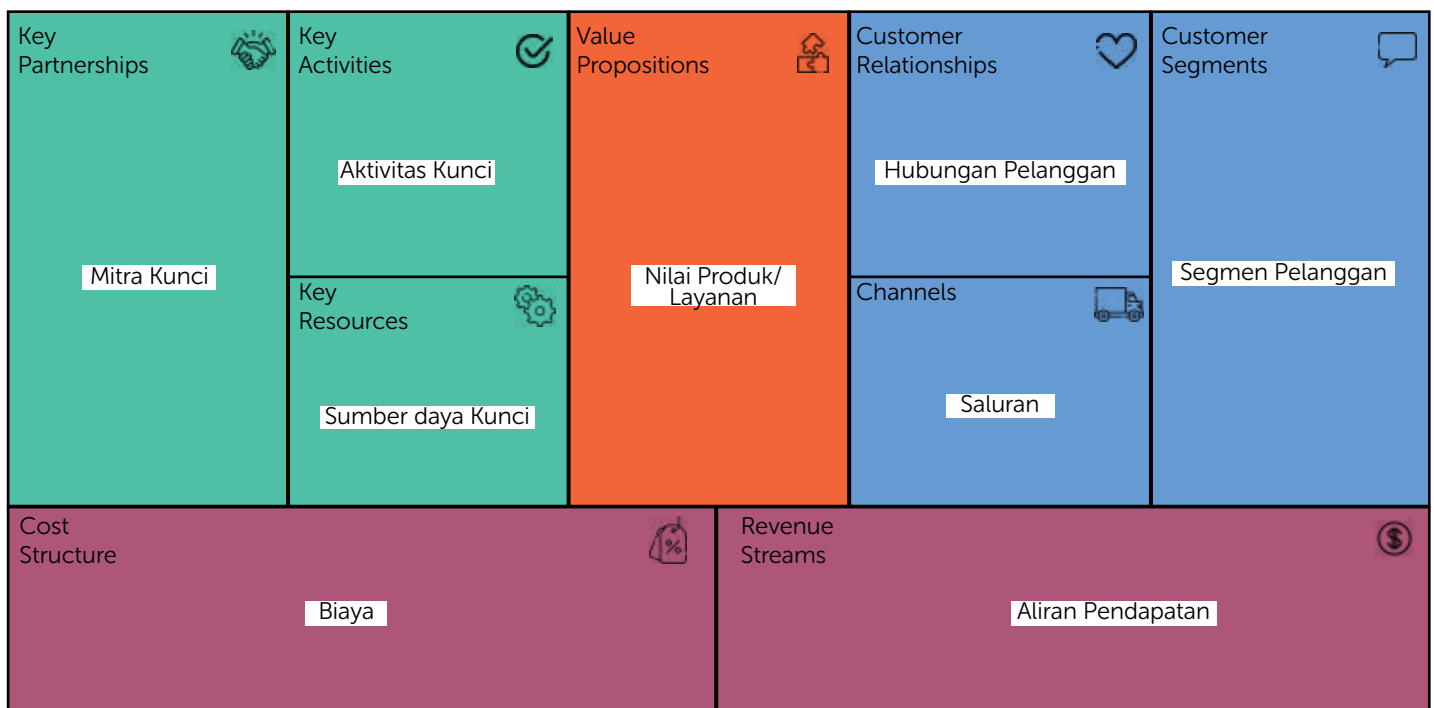 Key
Partnerships
Mitra Kunci
Key
Activities
Aktivitas Kunci
Key
Resources
Sumber daya Kunci
Value
Propositions
Nilai Produk/
Layanan
Customer
Relationships
Hubungan Pelanggan
Channels
Saluran
Customer
Segments
Segmen Pelanggan
Cost
Structure
%
Biaya
Revenue
Streams
$
Aliran Pendapatan